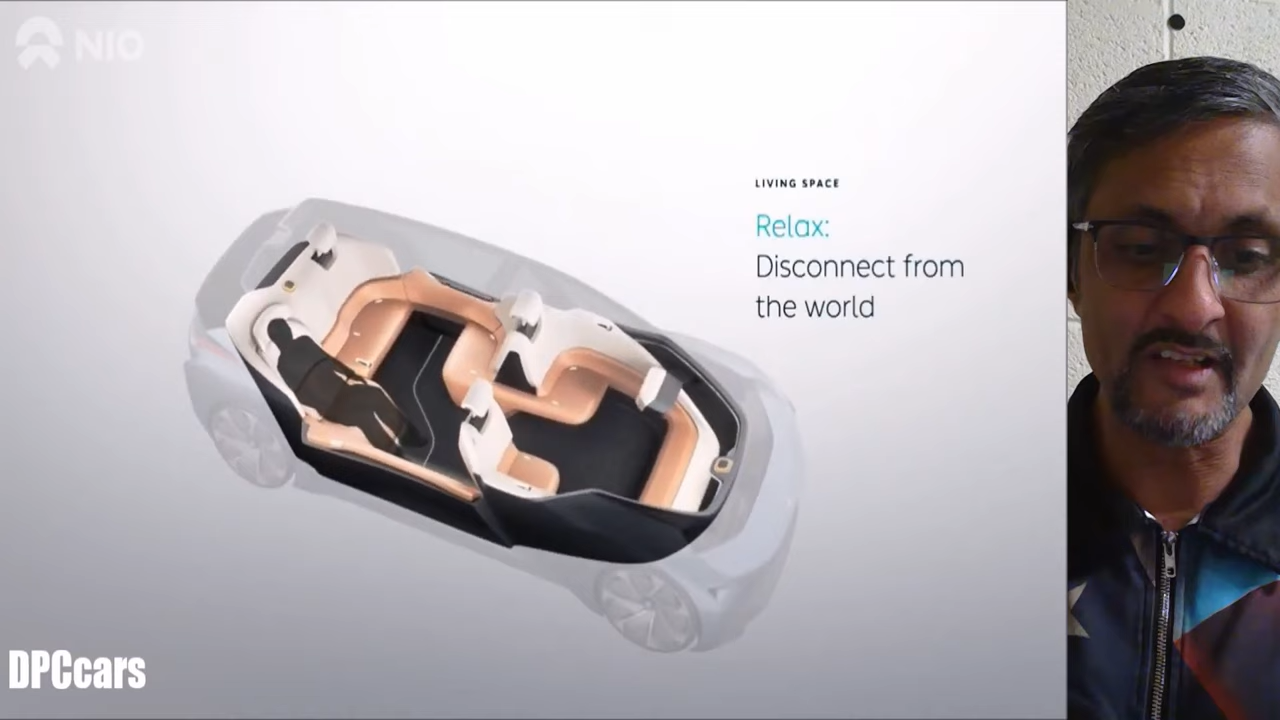 NIO
LIVING SPACE
Relax:
Disconnect from
the world
DPCcars